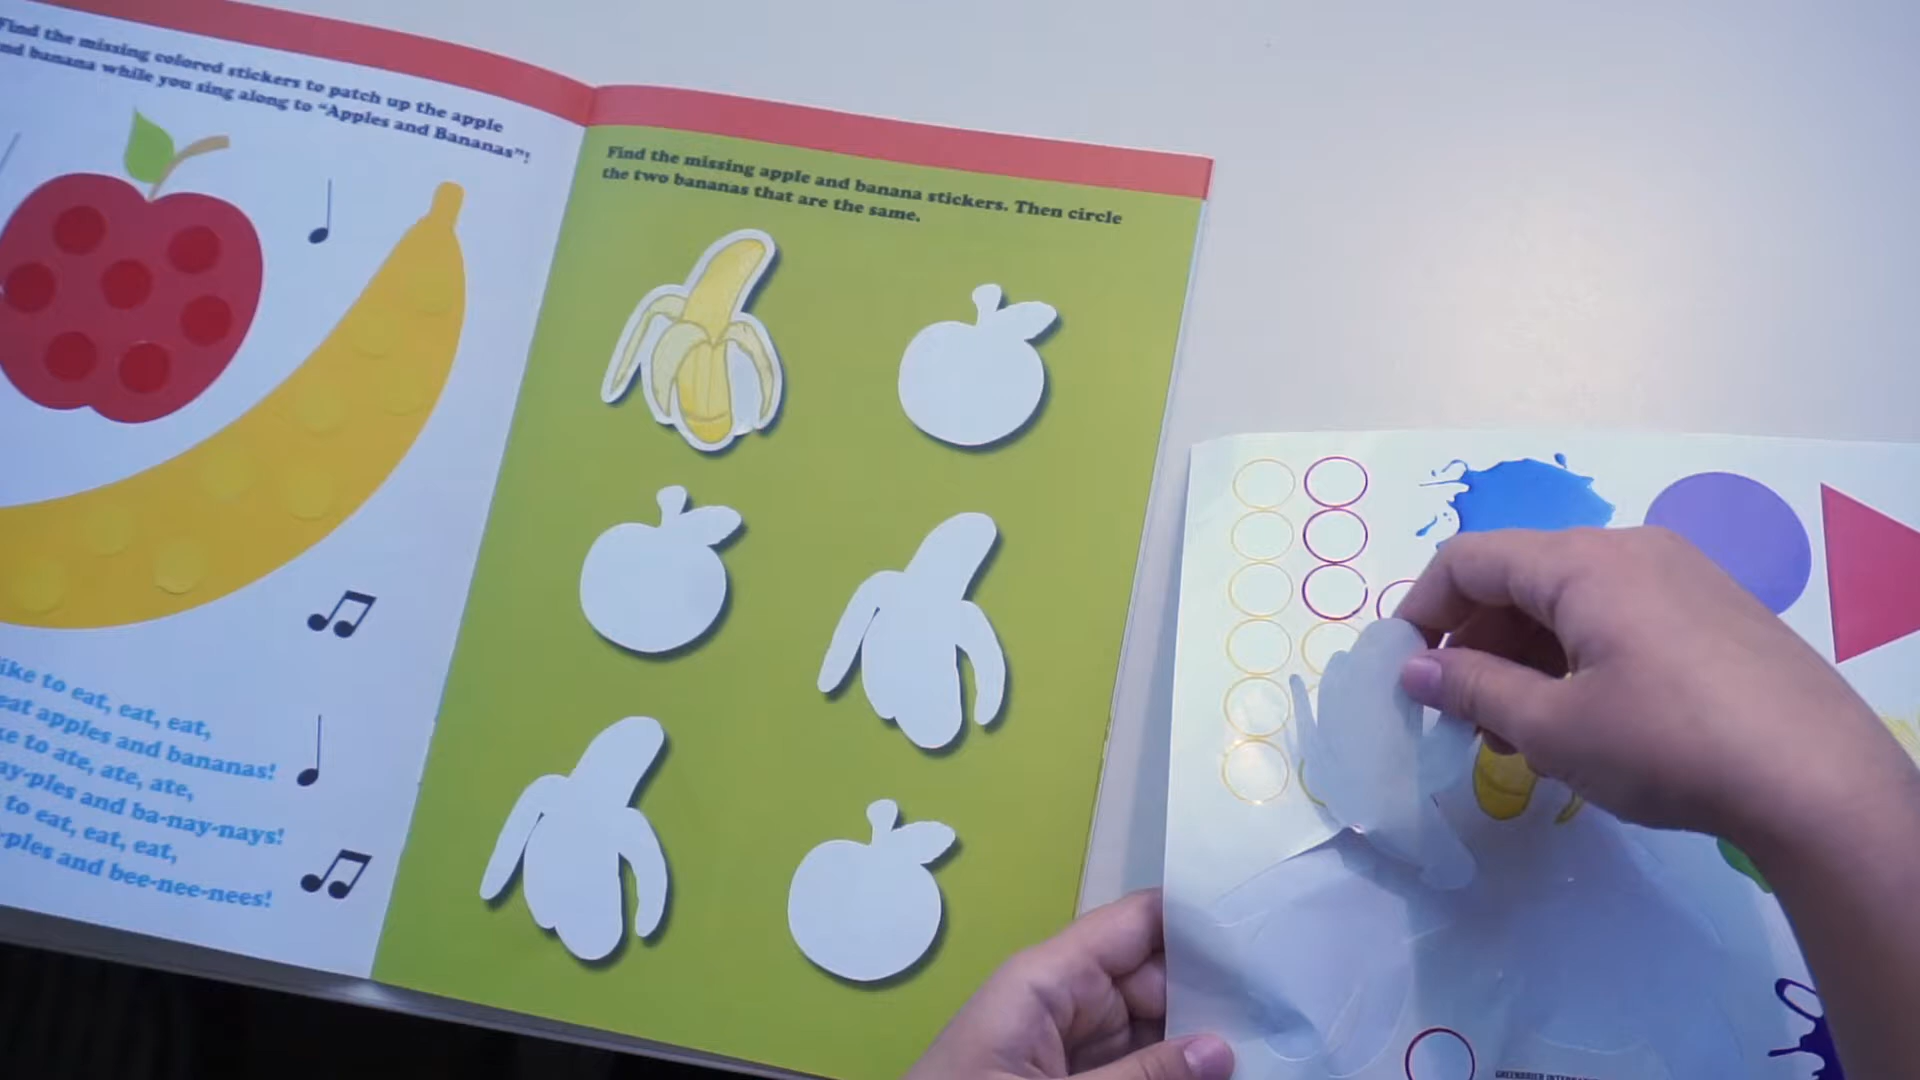 Find the missing colored stickers to patch up the apple
and banana while you sing along to “Apples and Bananas”!
Find the missing apple and banana stickers. Then circle
the two bananas that are the same.
like to eat, eat, eat,
eat apples and bananas!
to ate, ate, ate,
ay-ples and ba-nay-nays!
to eat, eat, eat,
-ples and bee-nee-nees!
GREENBRIER